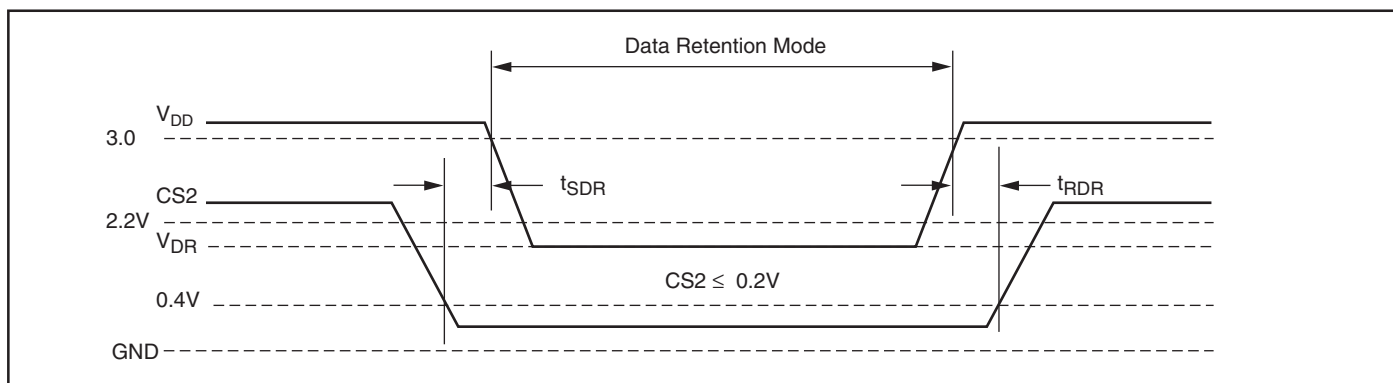 Data Retention Mode
VDD
3.0
tSDR
tRDR
CS2
2.2V
VDR
CS2 ≤ 0.2V
0.4V
GND